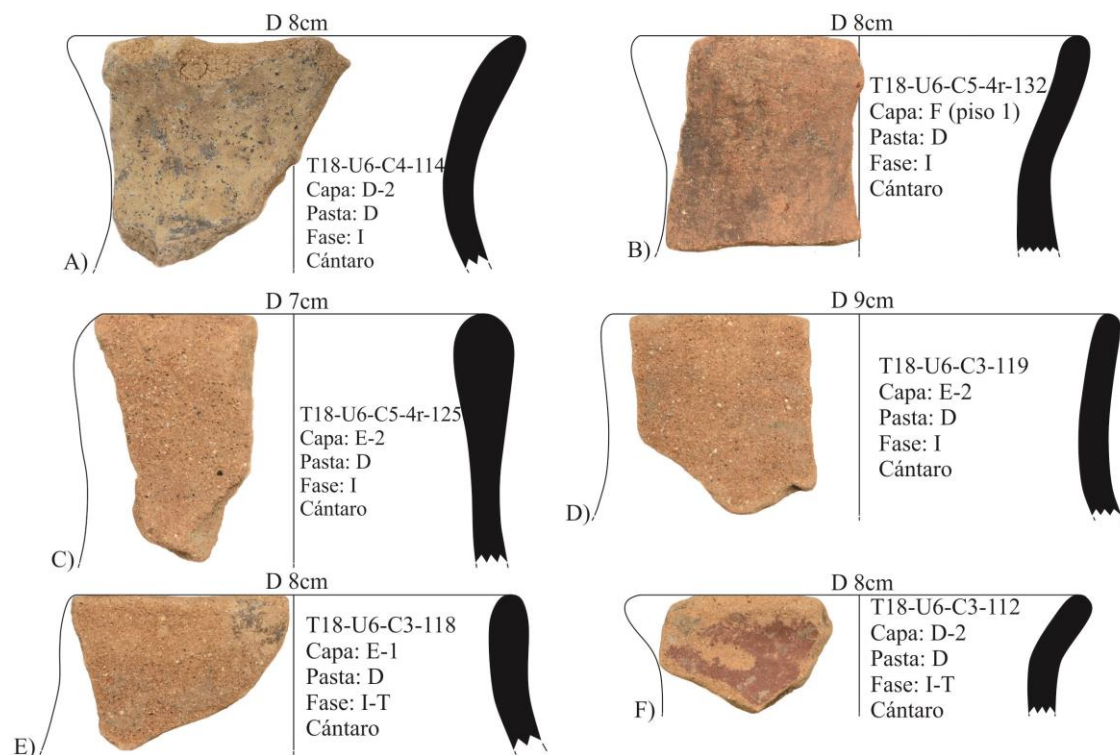 D 8cm
T18-U6-C4-114
Capa: D-2
Pasta: D
Fase: I
Cántaro
A)
D 8cm
T18-U6-C5-4r-132
Capa: F (piso 1)
Pasta: D
Fase: I
Cántaro
B)
D 7cm
T18-U6-C5-4r-125
Capa: E-2
Pasta: D
Fase: I
Cántaro
C)
D 9cm
T18-U6-C3-119
Capa: E-2
Pasta: D
Fase: I
Cántaro
D)
D 8cm
T18-U6-C3-118
Capa: E-1
Pasta: D
Fase: I-T
Cántaro
E)
D 8cm
T18-U6-C3-112
Capa: D-2
Pasta: D
Fase: I-T
Cántaro
F)